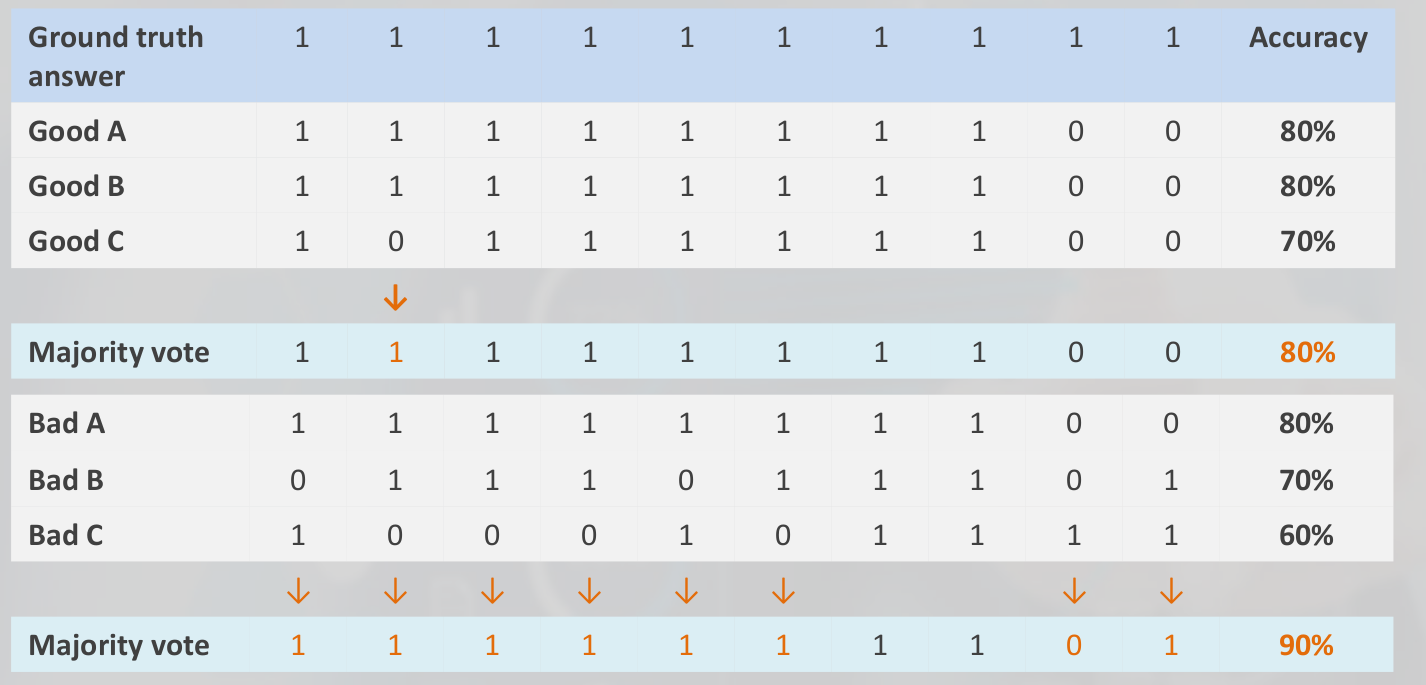 Ground truth answer 1 1 1 1 1 1 1 1 1 1 Accuracy
Good A 1 1 1 1 1 1 1 1 0 0 80%
Good B 1 1 1 1 1 1 1 1 0 0 80%
Good C 1 0 1 1 1 1 1 1 0 0 70%
↓
Majority vote 1 1 1 1 1 1 1 1 0 0 80%
Bad A 1 1 1 1 1 1 1 1 0 0 80%
Bad B 0 1 1 1 0 1 1 1 0 1 70%
Bad C 1 0 0 0 1 0 1 1 1 1 60%
↓ ↓ ↓ ↓ ↓ ↓ ↓ ↓
Majority vote 1 1 1 1 1 1 1 1 0 1 90%